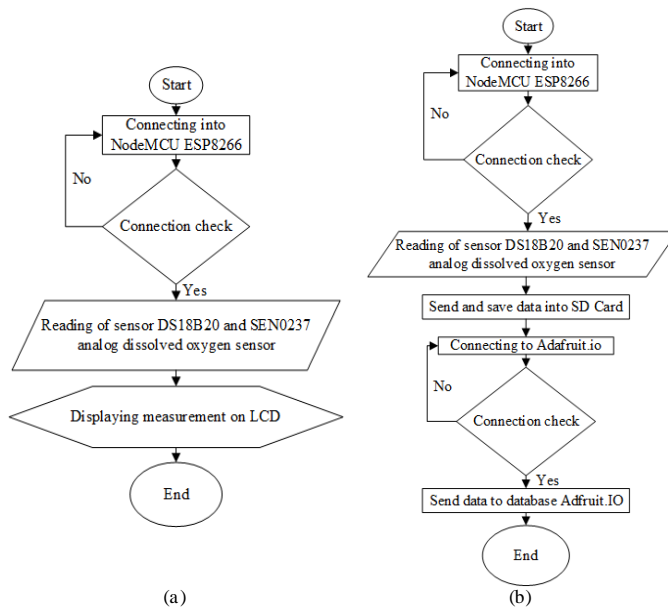 Start
Connecting into
NodeMCU ESP8266
No
Connection check
Yes
Reading of sensor DS18B20 and SEN0237
analog dissolved oxygen sensor
Displaying measurement on LCD
End
(a)
Start
Connecting into
NodeMCU ESP8266
No
Connection check
Yes
Reading of sensor DS18B20 and SEN0237
analog dissolved oxygen sensor
Send and save data into SD Card
Connecting to Adafruit.io
No
Connection check
Yes
Send data to database Adfruit.IO
End
(b)